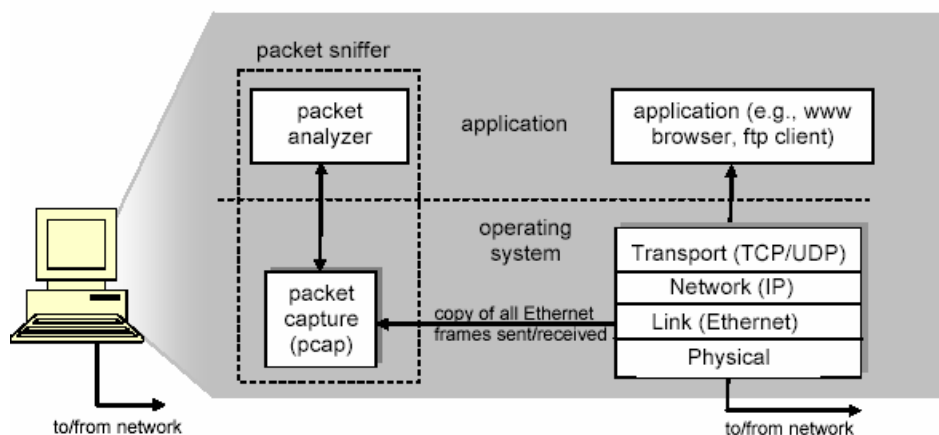 packet sniffer
packet
analyzer
application
application (e.g., www
browser, ftp client)
operating
system
packet
capture
(pcap)
copy of all Ethernet
frames sent/received
Transport (TCP/UDP)
Network (IP)
Link (Ethernet)
Physical
to/from network
to/from network